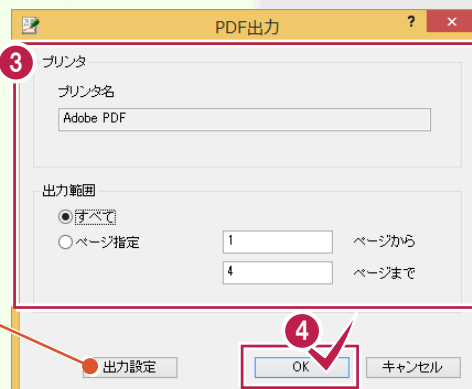 PDF出力
? ×
3
プリンタ
プリンタ名
Adobe PDF
出力範囲
すべて
ページ指定 1 ページから
4 ページまで
4
出力設定 OK キャンセル